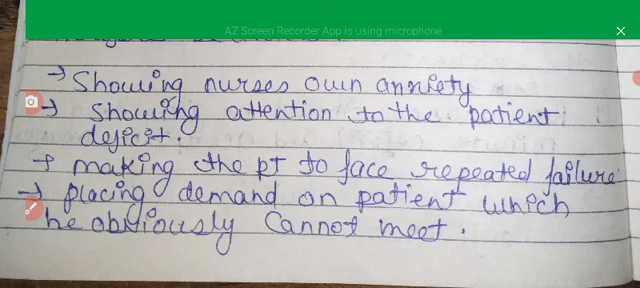 AZ Screen Recorder App is using microphone
→ Showing nurses own anxiety
→ Showing attention to the patient
deficit.
→ making the pt to face repeated failure
→ placing demand on patient which
he obviously cannot meet.